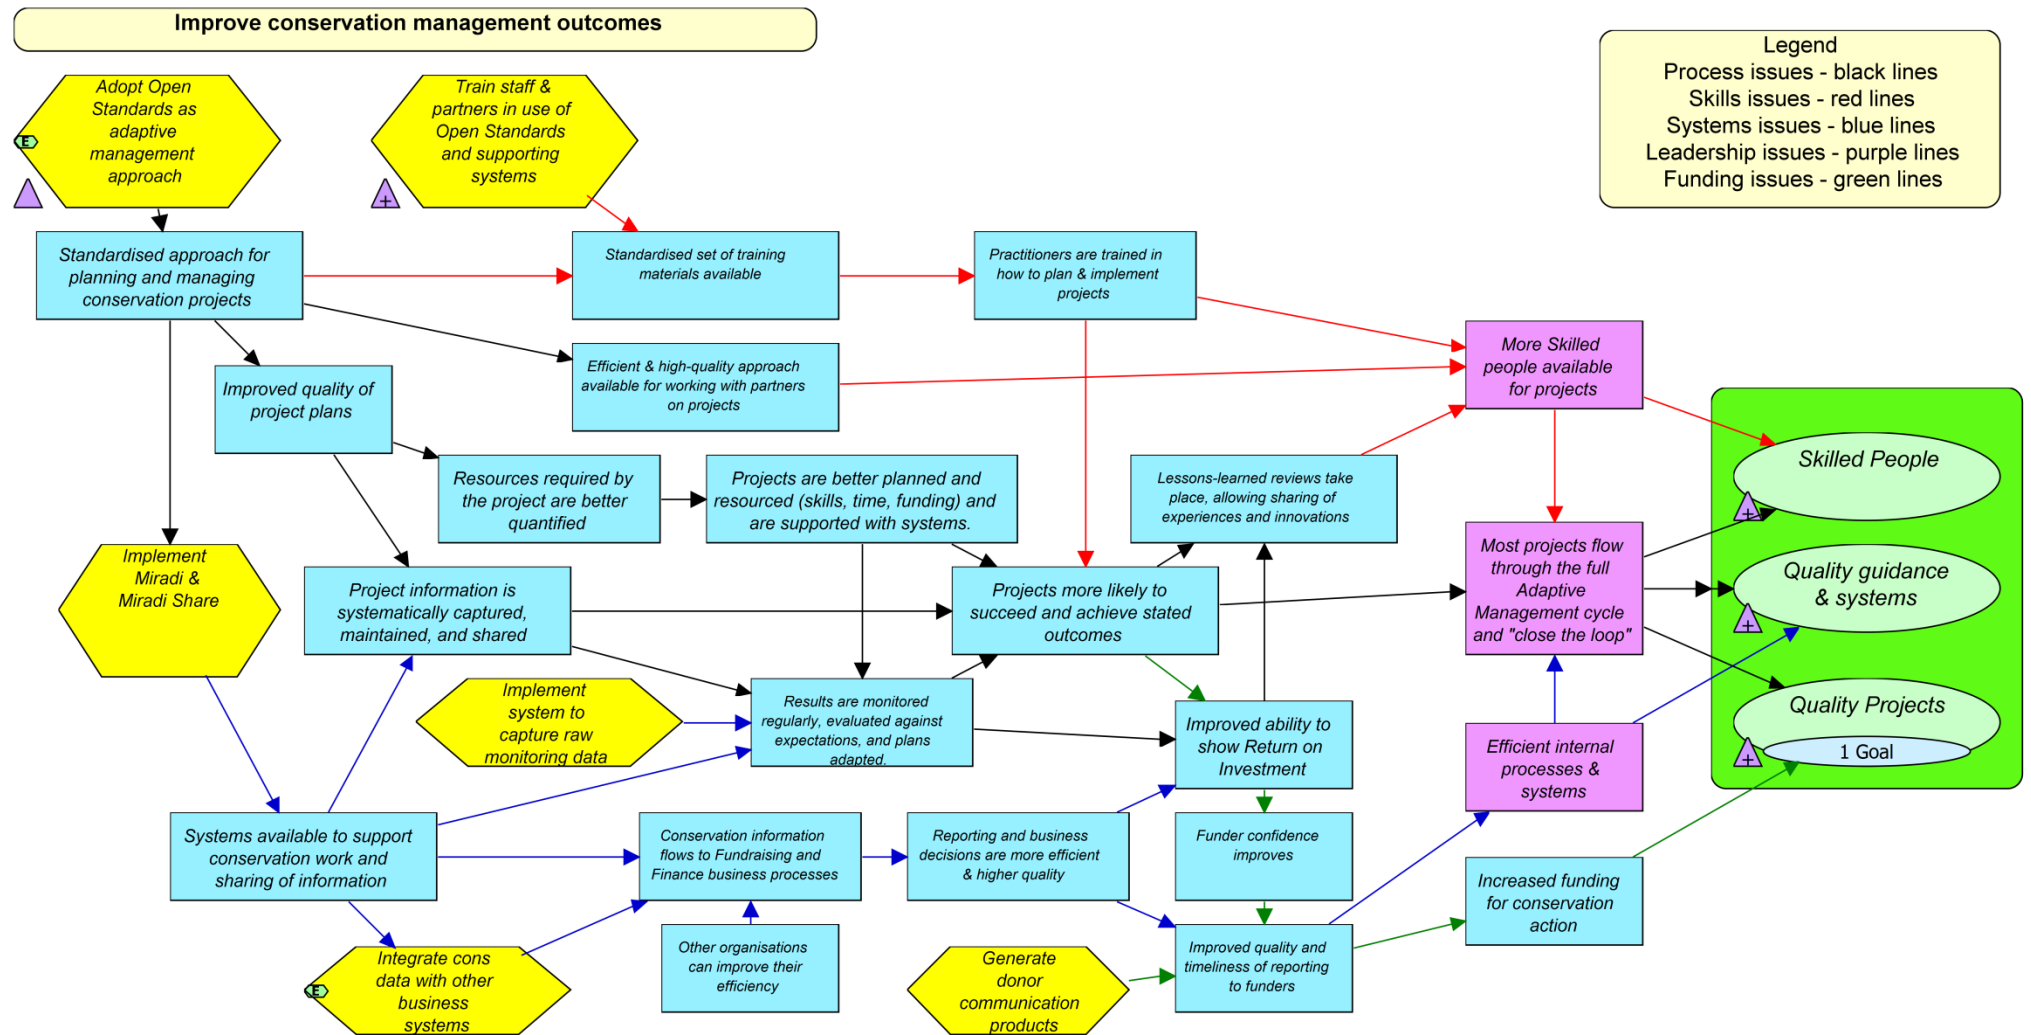 Improve conservation management outcomes
Legend
Process issues - black lines
Skills issues - red lines
Systems issues - blue lines
Leadership issues - purple lines
Funding issues - green lines
Adopt Open
Standards as
adaptive
management
approach
E
Train staff &
partners in use of
Open Standards
and supporting
systems
+
Standardised approach for
planning and managing
conservation projects
Standardised set of training
materials available
Practitioners are trained in
how to plan & implement
projects
More Skilled
people available
for projects
Efficient & high-quality approach
available for working with partners
on projects
Improved quality of
project plans
Skilled People
+
Resources required by
the project are better
quantified
Projects are better planned and
resourced (skills, time, funding) and
are supported with systems.
Lessons-learned reviews take
place, allowing sharing of
experiences and innovations
Implement
Miradi &
Miradi Share
Project information is
systematically captured,
maintained, and shared
Projects more likely to
succeed and achieve stated
outcomes
Most projects flow
through the full
Adaptive
Management cycle
and "close the loop"
Quality guidance
& systems
+
Implement
system to
capture raw
monitoring data
Results are monitored
regularly, evaluated against
expectations, and plans
adapted.
Improved ability to
show Return on
Investment
Efficient internal
processes &
systems
Quality Projects
1 Goal
+
Systems available to support
conservation work and
sharing of information
Conservation information
flows to Fundraising and
Finance business processes
Reporting and business
decisions are more efficient
& higher quality
Funder confidence
improves
Increased funding
for conservation
action
Integrate cons
data with other
business
systems
E
Other organisations
can improve their
efficiency
Generate
donor
communication
products
Improved quality and
timeliness of reporting
to funders